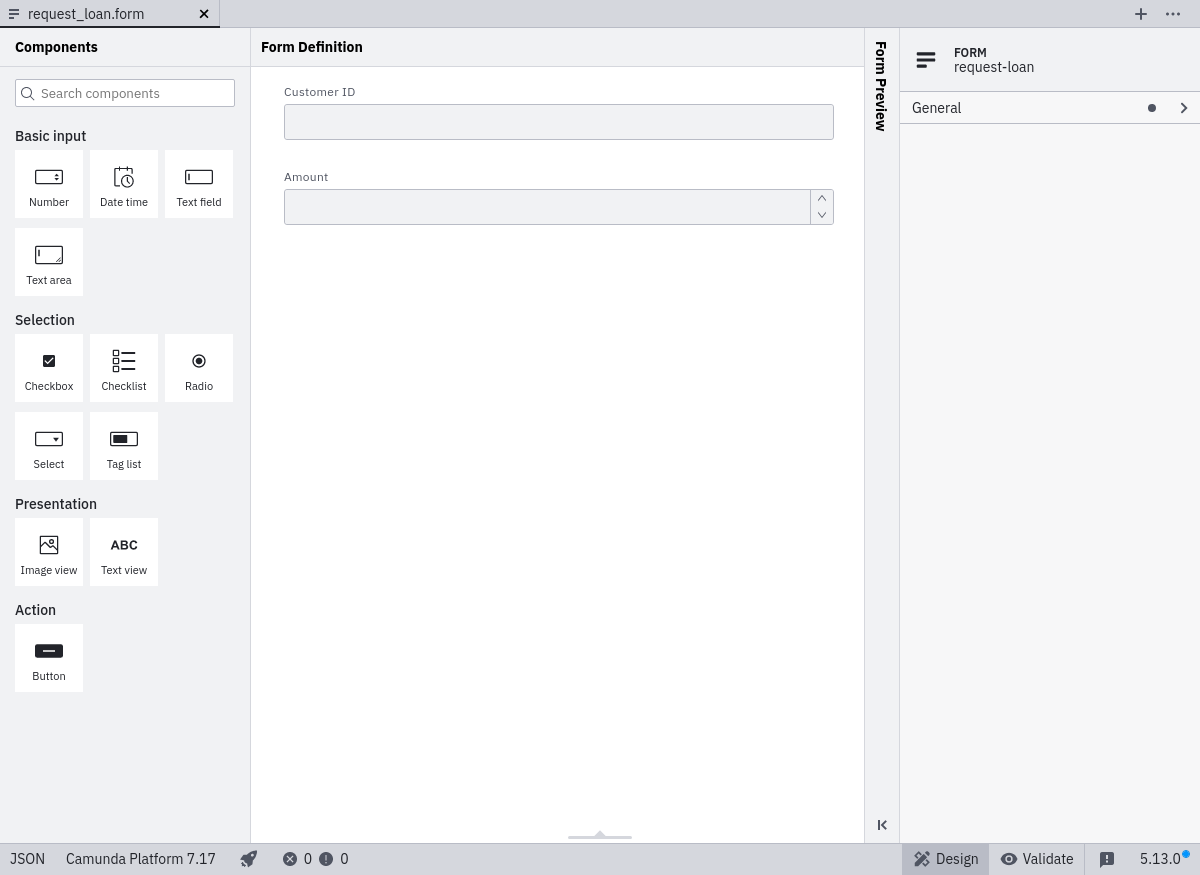 request_loan.form
Components
Form Definition
Form Preview
FORM
request-loan
General
Search components
Customer ID
Amount
Basic input
Number
Date time
Text field
Text area
Selection
Checkbox
Checklist
Radio
Select
Tag list
Presentation
Image view
ABC
Text view
Action
Button
JSON
Camunda Platform 7.17
0
0
Design
Validate
5.13.0